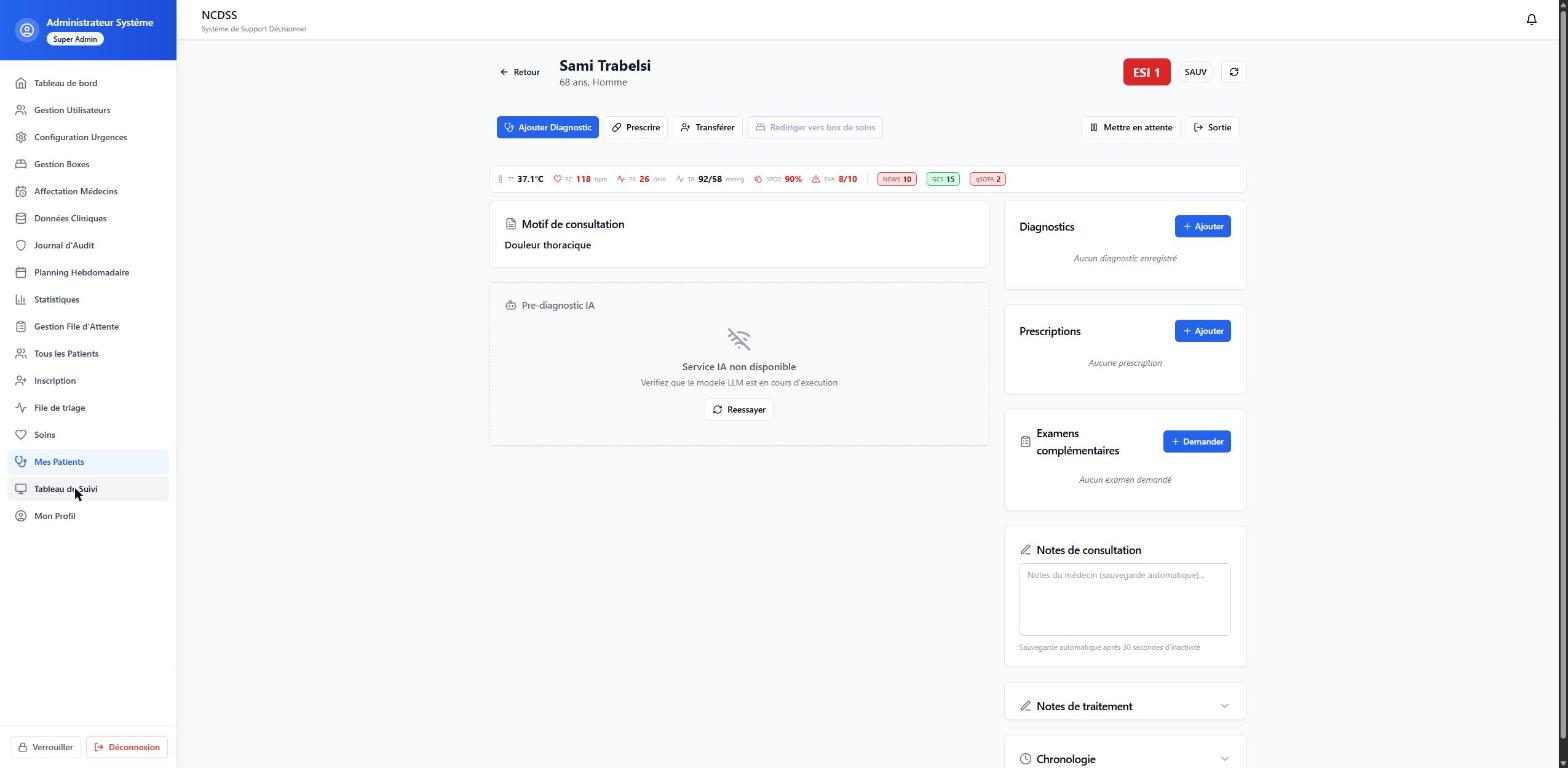 Administrateur Système
Super Admin
Tableau de bord
Gestion Utilisateurs
Configuration Urgences
Gestion Boxes
Affectation Médecins
Données Cliniques
Journal d'Audit
Planning Hebdomadaire
Statistiques
Gestion File d'Attente
Tous les Patients
Inscription
File de triage
Soins
Mes Patients
Tableau de Suivi
Mon Profil
Verrouiller
Déconnexion
NCDSS
Système de Support Décisionnel
Retour
Sami Trabelsi
68 ans, Homme
ESI 1
SAUV
Ajouter Diagnostic
Prescrire
Transférer
Rediriger vers box de soins
Mettre en attente
Sortie
T° 37.1°C FC 118 bpm FR 26 /min TA 92/58 mmHg SPO2 90% EVA 8/10 NEWS 10 GCS 15 qSOFA 2
Motif de consultation
Douleur thoracique
Pre-diagnostic IA
Service IA non disponible
Verifiez que le modele LLM est en cours d'execution
Reessayer
Diagnostics
Ajouter
Aucun diagnostic enregistré
Prescriptions
Ajouter
Aucune prescription
Examens
complémentaires
Demander
Aucun examen demandé
Notes de consultation
Notes du médecin (sauvegarde automatique)...
Sauvegarde automatique après 30 secondes d'inactivité
Notes de traitement
Chronologie